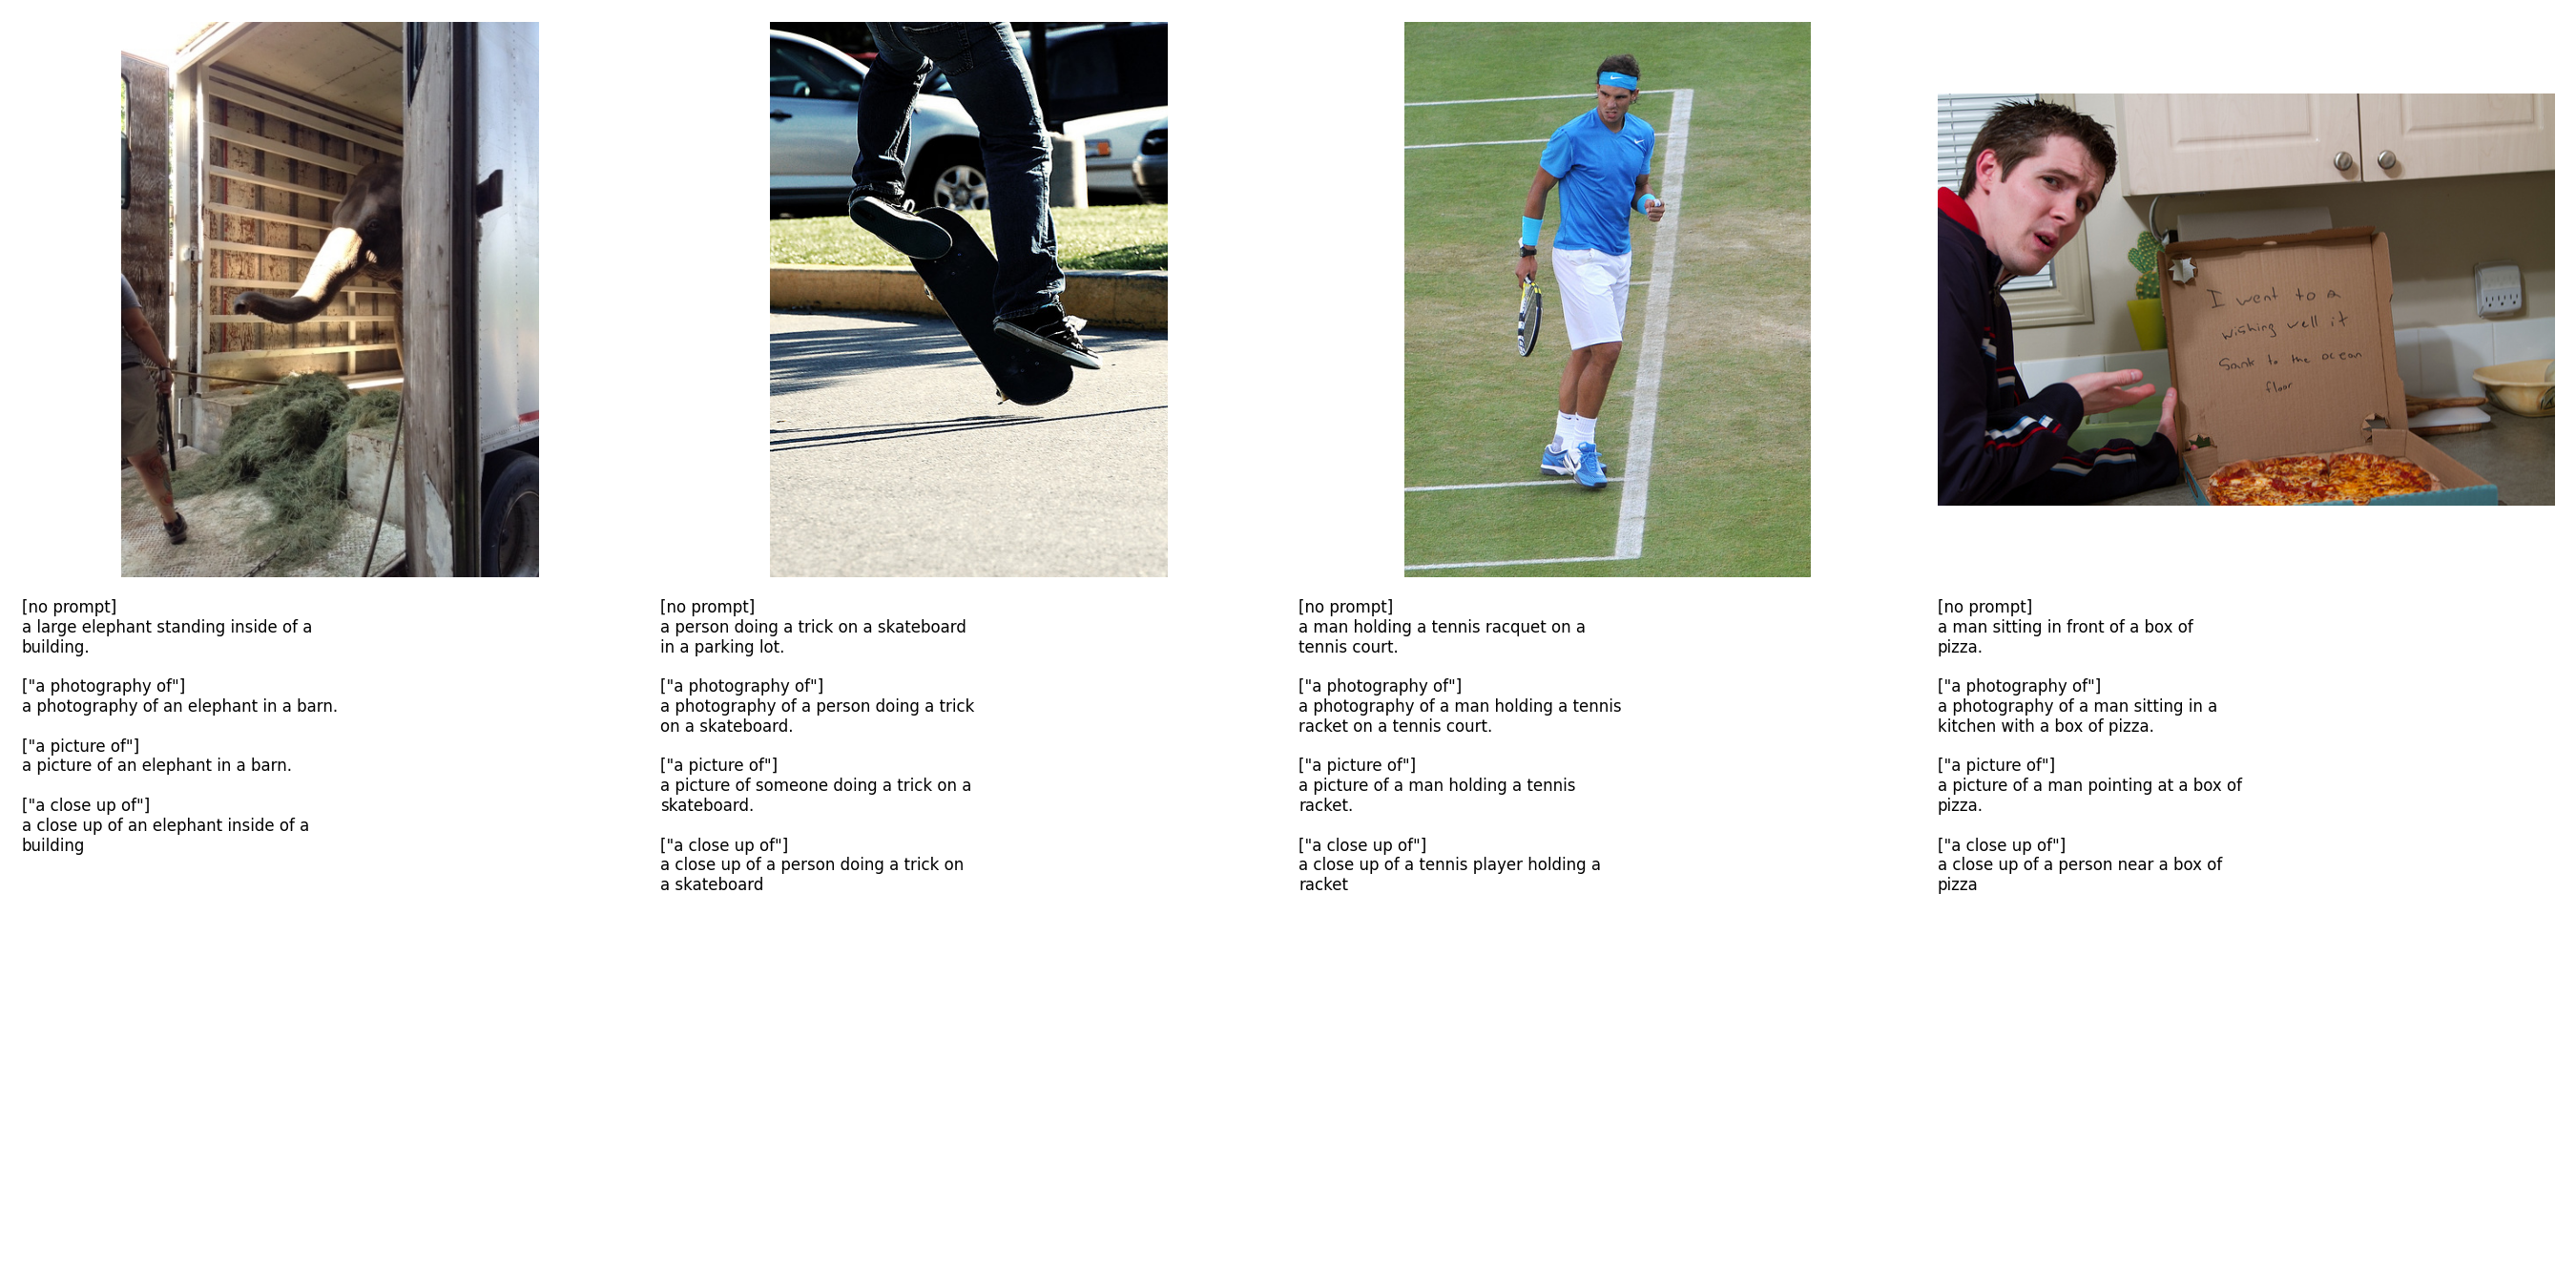 I went to a
wishing well it
Sank to the ocean
floor
[no prompt]
a large elephant standing inside of a
building.
["a photography of"]
a photography of an elephant in a barn.
["a picture of"]
a picture of an elephant in a barn.
["a close up of"]
a close up of an elephant inside of a
building
[no prompt]
a person doing a trick on a skateboard
in a parking lot.
["a photography of"]
a photography of a person doing a trick
on a skateboard.
["a picture of"]
a picture of someone doing a trick on a
skateboard.
["a close up of"]
a close up of a person doing a trick on
a skateboard
[no prompt]
a man holding a tennis racquet on a
tennis court.
["a photography of"]
a photography of a man holding a tennis
racket on a tennis court.
["a picture of"]
a picture of a man holding a tennis
racket.
["a close up of"]
a close up of a tennis player holding a
racket
[no prompt]
a man sitting in front of a box of
pizza.
["a photography of"]
a photography of a man sitting in a
kitchen with a box of pizza.
["a picture of"]
a picture of a man pointing at a box of
pizza.
["a close up of"]
a close up of a person near a box of
pizza